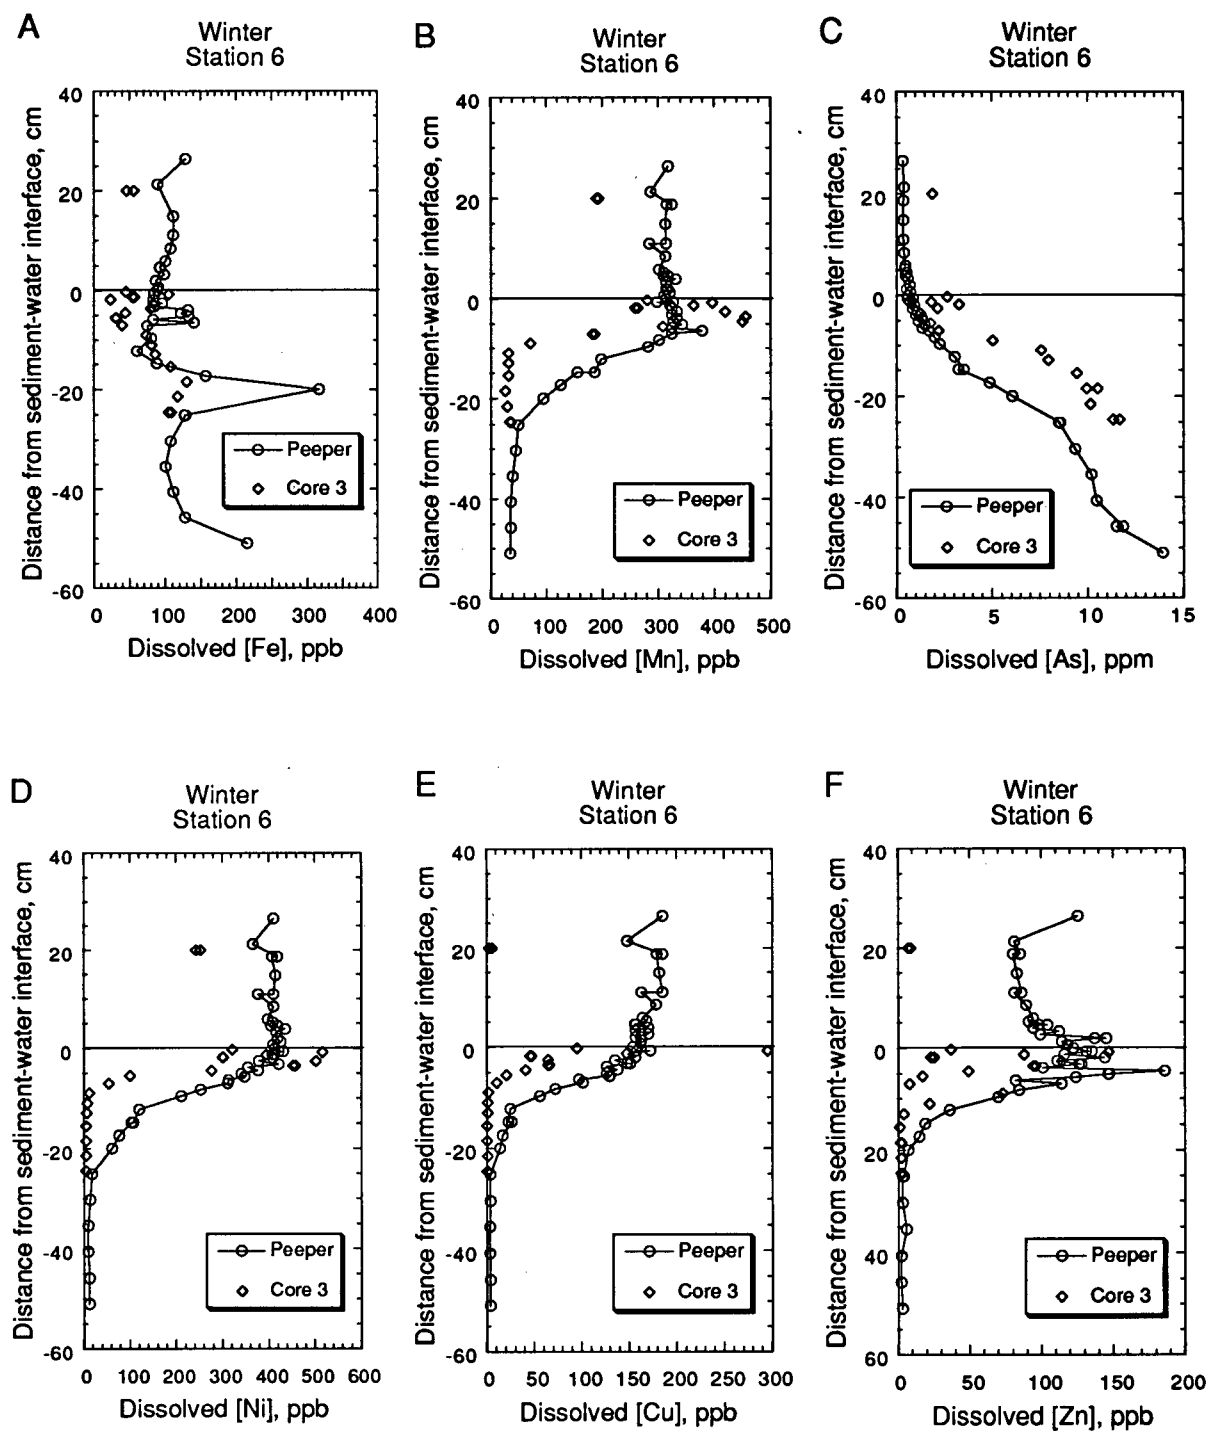 A
Winter
Station 6
Distance from sediment-water interface, cm
40
20
0
-20
-40
-60
0 100 200 300 400
Dissolved [Fe], ppb
Peeper
Core 3
B
Winter
Station 6
Distance from sediment-water interface, cm
40
20
0
-20
-40
-60
0 100 200 300 400 500
Dissolved [Mn], ppb
Peeper
Core 3
C
Winter
Station 6
Distance from sediment-water interface, cm
40
20
0
-20
-40
-60
0 5 10 15
Dissolved [As], ppm
Peeper
Core 3
D
Winter
Station 6
Distance from sediment-water interface, cm
40
20
0
-20
-40
-60
0 100 200 300 400 500 600
Dissolved [Ni], ppb
Peeper
Core 3
E
Winter
Station 6
Distance from sediment-water interface, cm
40
20
0
-20
-40
-60
0 50 100 150 200 250 300
Dissolved [Cu], ppb
Peeper
Core 3
F
Winter
Station 6
Distance from sediment-water interface, cm
40
20
0
20
40
60
0 50 100 150 200
Dissolved [Zn], ppb
Peeper
Core 3